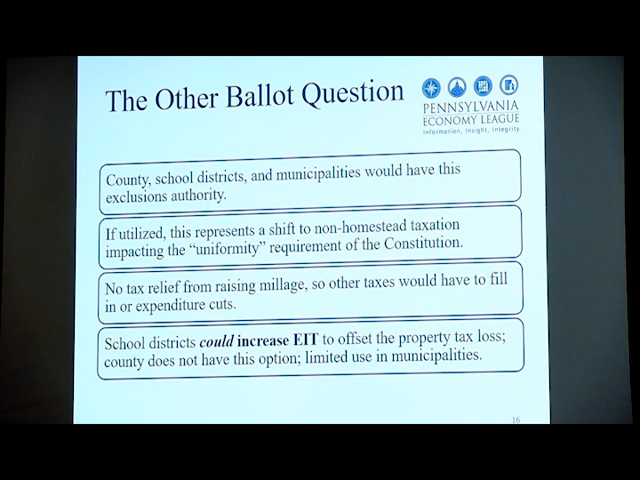 The Other Ballot Question
PENNSYLVANIA
ECONOMY LEAGUE
Information, Insight, Integrity
County, school districts, and municipalities would have this
exclusions authority.
If utilized, this represents a shift to non-homestead taxation
impacting the “uniformity” requirement of the Constitution.
No tax relief from raising millage, so other taxes would have to fill
in or expenditure cuts.
School districts could increase EIT to offset the property tax loss;
county does not have this option; limited use in municipalities.
16